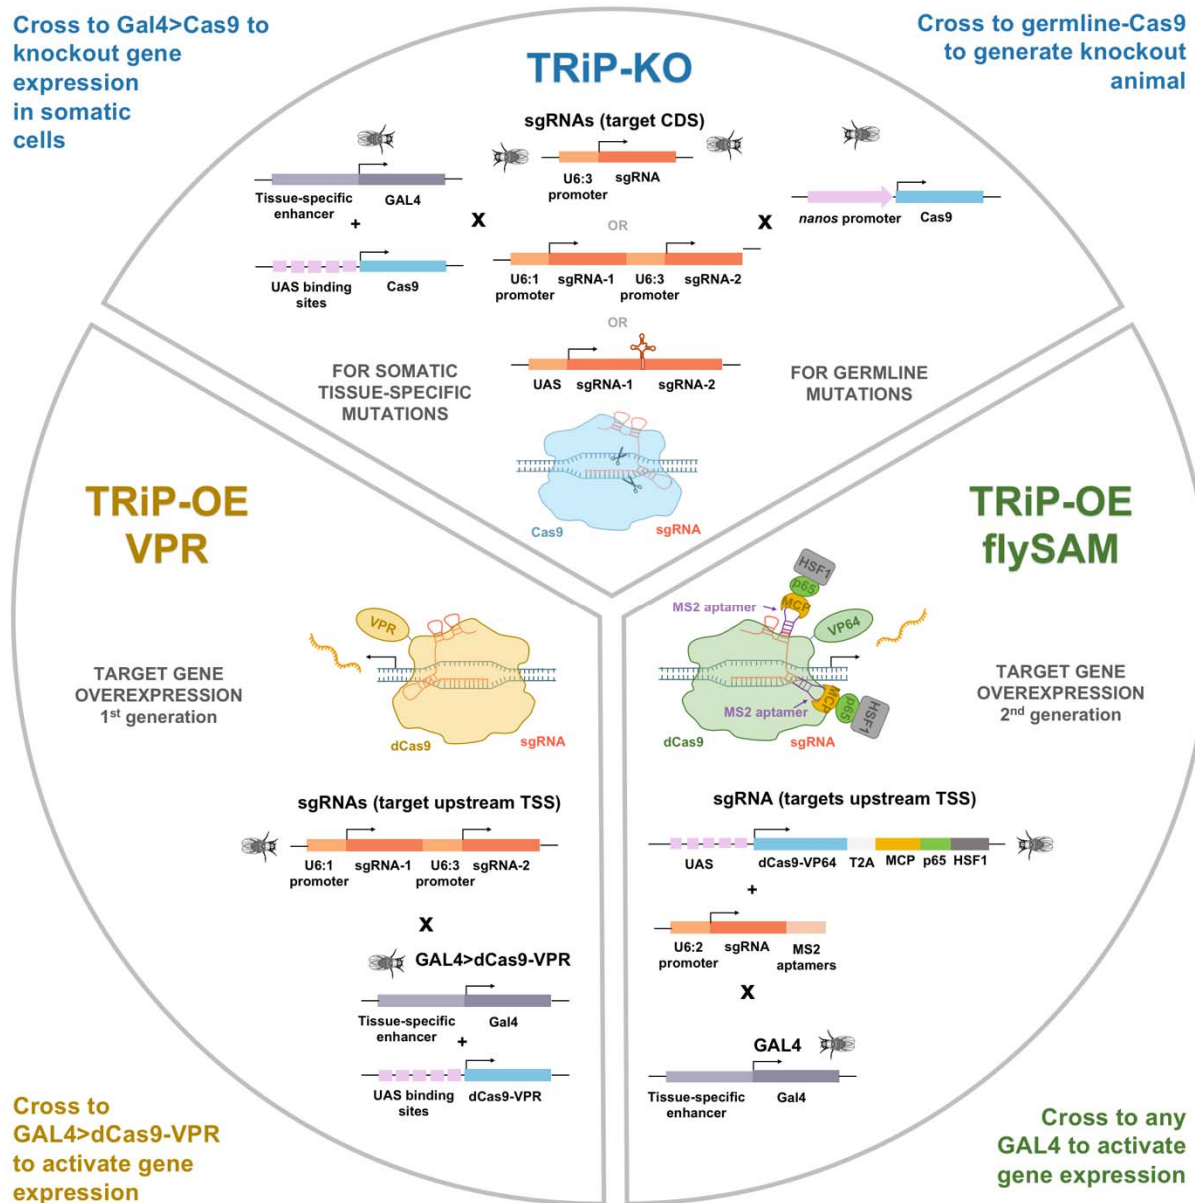 Cross to Gal4>Cas9 to
knockout gene
expression
in somatic
cells
TRiP-KO
Cross to germline-Cas9
to generate knockout
animal
sgRNAs (target CDS)
Tissue-specific
enhancer
GAL4
+
UAS binding
sites
Cas9
X
U6:3
promoter
sgRNA
OR
U6:1
promoter
sgRNA-1
U6:3
promoter
sgRNA-2
OR
UAS
sgRNA-1
sgRNA-2
X
nanos promoter
Cas9
FOR SOMATIC
TISSUE-SPECIFIC
MUTATIONS
FOR GERMLINE
MUTATIONS
Cas9
sgRNA
TRiP-OE
VPR
TARGET GENE
OVEREXPRESSION
1st generation
VPR
dCas9
sgRNA
sgRNAs (target upstream TSS)
U6:1
promoter
sgRNA-1
U6:3
promoter
sgRNA-2
X
GAL4>dCas9-VPR
Tissue-specific
enhancer
Gal4
+
UAS binding
sites
dCas9-VPR
Cross to
GAL4>dCas9-VPR
to activate gene
expression
TRiP-OE
flySAM
TARGET GENE
OVEREXPRESSION
2nd generation
HSF1
p65
MCP
MS2 aptamer
VP64
MS2 aptamer
MCP
p65
HSF1
dCas9
sgRNA
sgRNA (targets upstream TSS)
UAS
dCas9-VP64
T2A
MCP
p65
HSF1
+
U6:2
promoter
sgRNA
MS2
aptamers
X
GAL4
Tissue-specific
enhancer
Gal4
Cross to any
GAL4 to activate
gene expression